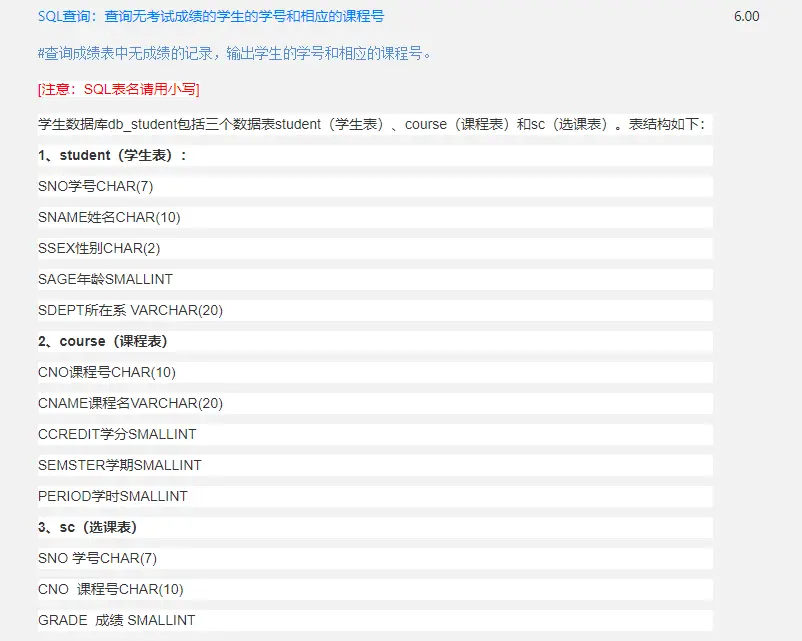 SQL查询：查询无考试成绩的学生的学号和相应的课程号 6.00
#查询成绩表中无成绩的记录，输出学生的学号和相应的课程号。
[注意：SQL表名请用小写]
学生数据库db_student包括三个数据表student（学生表）、course（课程表）和sc（选课表）。表结构如下：
1、student（学生表）：
SNO学号CHAR(7)
SNAME姓名CHAR(10)
SSEX性别CHAR(2)
SAGE年龄SMALLINT
SDEPT所在系 VARCHAR(20)
2、course（课程表）
CNO课程号CHAR(10)
CNAME课程名VARCHAR(20)
CCREDIT学分SMALLINT
SEMSTER学期SMALLINT
PERIOD学时SMALLINT
3、sc（选课表）
SNO 学号CHAR(7)
CNO  课程号CHAR(10)
GRADE  成绩 SMALLINT